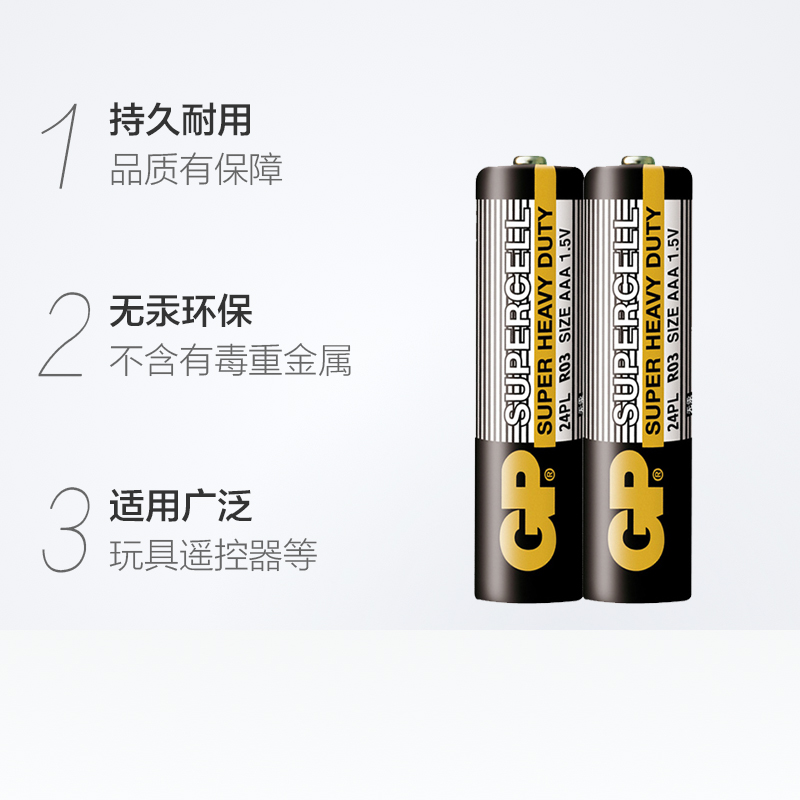 1
持久耐用
品质有保障
2
无汞环保
不含有毒重金属
3
适用广泛
玩具遥控器等
SUPERCELL
SUPER HEAVY DUTY
24PL R03 SIZE AAA 1.5V
GP®
SUPERCELL
SUPER HEAVY DUTY
24PL R03 SIZE AAA 1.5V
GP®